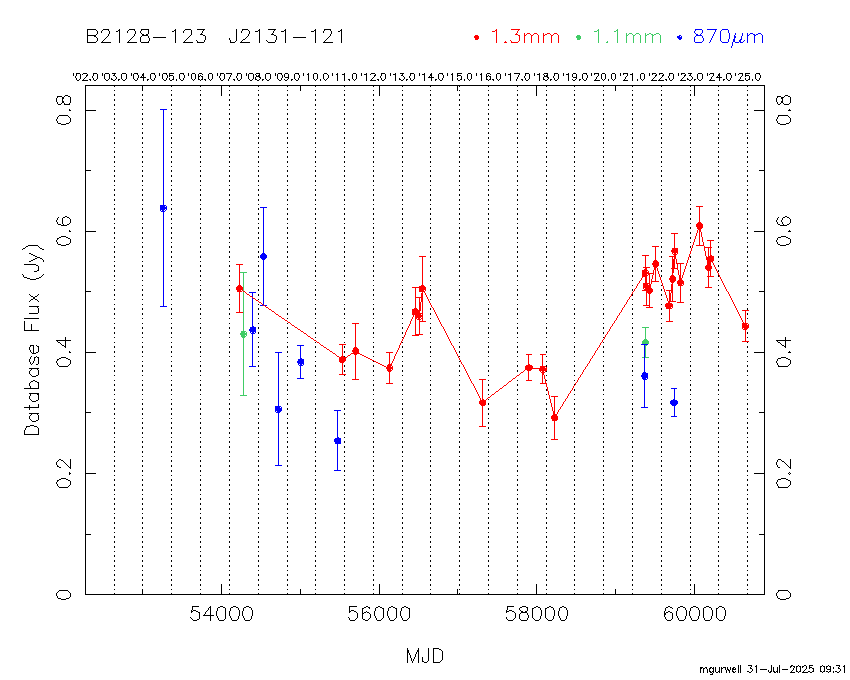 B2128-123 J2131-121 1.3mm 1.1mm 870μm
'02.0 '03.0 '04.0 '05.0 '06.0 '07.0 '08.0 '09.0 '10.0 '11.0 '12.0 '13.0 '14.0 '15.0 '16.0 '17.0 '18.0 '19.0 '20.0 '21.0 '22.0 '23.0 '24.0 '25.0
0.8 0.8
0.6 0.6
Database Flux (Jy)
0.4 0.4
0.2 0.2
0 0
54000 56000 58000 60000
MJD
mgurwell 31-Jul-2025 09:31